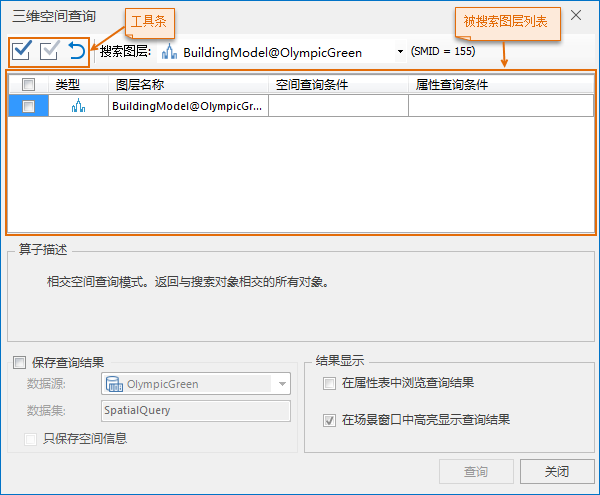 三维空间查询
工具条
被搜索图层列表
搜索图层: BuildingModel@OlympicGreen (SMID = 155)
类型 图层名称 空间查询条件 属性查询条件
BuildingModel@OlympicGr...
算子描述
相交空间查询模式。返回与搜索对象相交的所有对象。
保存查询结果
数据源: OlympicGreen
数据集: SpatialQuery
只保存空间信息
结果显示
在属性表中浏览查询结果
在场景窗口中高亮显示查询结果
查询 关闭